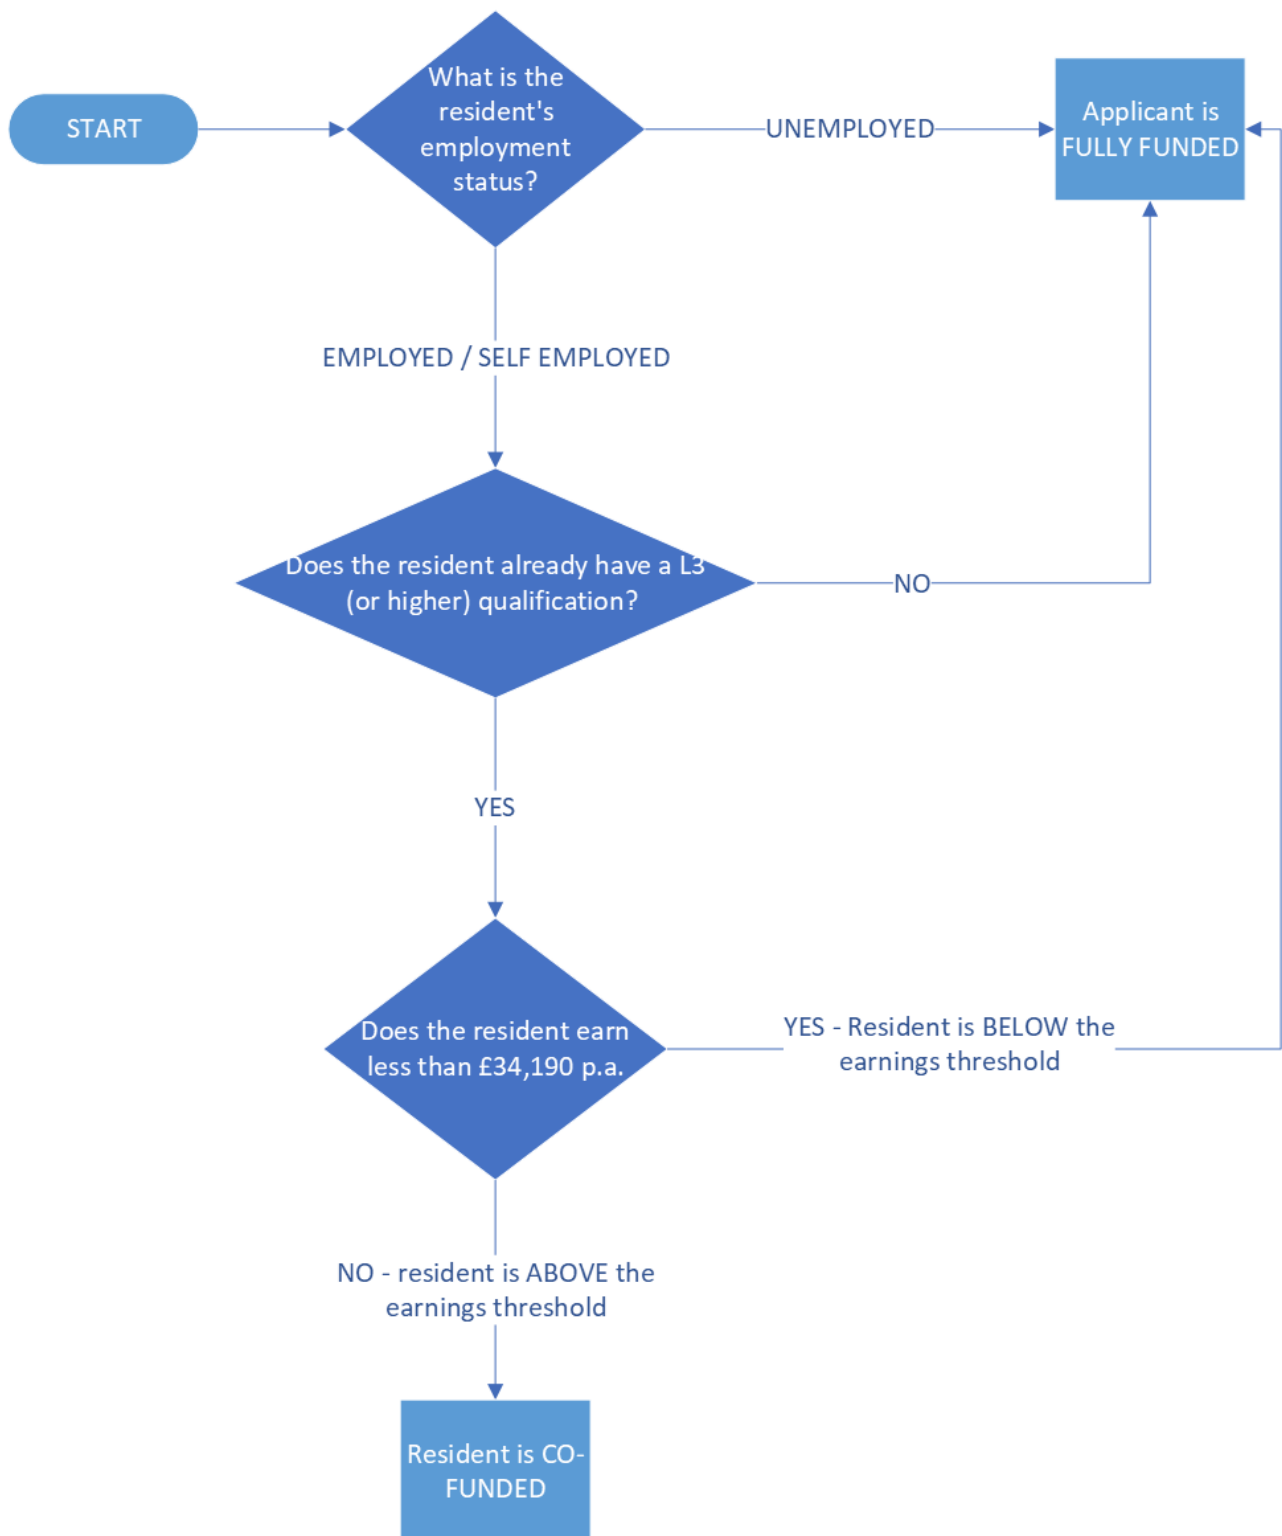 START
What is the
resident's
employment
status?
UNEMPLOYED
Applicant is
FULLY FUNDED
EMPLOYED / SELF EMPLOYED
Does the resident already have a L3
(or higher) qualification?
NO
YES
Does the resident earn
less than £34,190 p.a.
YES - Resident is BELOW the
earnings threshold
NO - resident is ABOVE the
earnings threshold
Resident is CO-
FUNDED